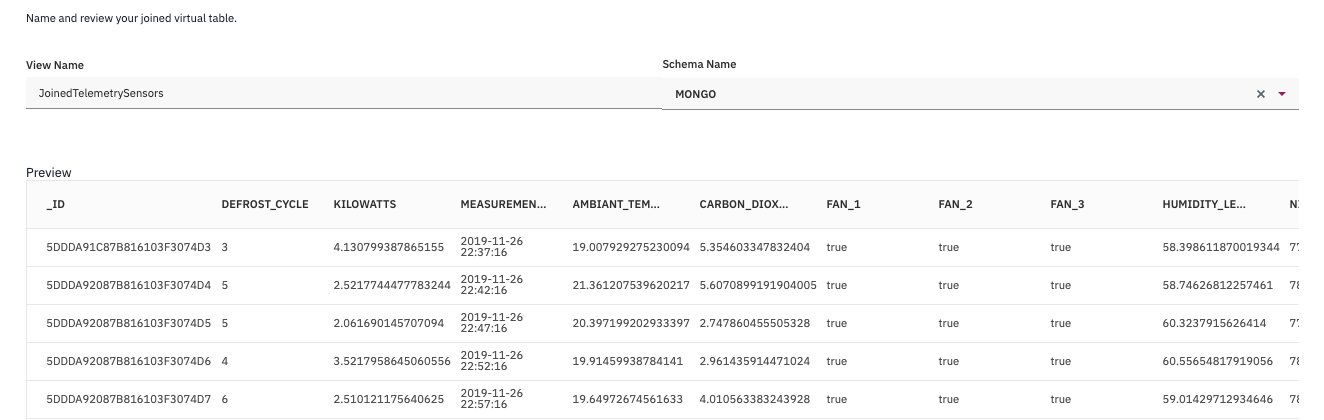 Name and review your joined virtual table.
View Name Schema Name
JoinedTelemetrySensors MONGO
Preview
_ID DEFROST_CYCLE KILOWATTS MEASUREMEN... AMBIANT_TEM... CARBON_DIOX... FAN_1 FAN_2 FAN_3 HUMIDITY_LE...
5DDDA91C87B816103F3074D3 3 4.130799387865155 2019-11-26 22:37:16 19.007929275230094 5.354603347832404 true true true 58.398611870019344
5DDDA92087B816103F3074D4 5 2.5217744477783244 2019-11-26 22:42:16 21.361207539620217 5.6070899191904005 true true true 58.74626812257461
5DDDA92087B816103F3074D5 5 2.061690145707094 2019-11-26 22:47:16 20.397199202933397 2.747860455505328 true true true 60.3237915626414
5DDDA92087B816103F3074D6 4 3.5217958645060556 2019-11-26 22:52:16 19.91459938784141 2.961435914471024 true true true 60.55654817919056
5DDDA92087B816103F3074D7 6 2.510121175640625 2019-11-26 22:57:16 19.64972674561633 4.010563383243928 true true true 59.01429712934646